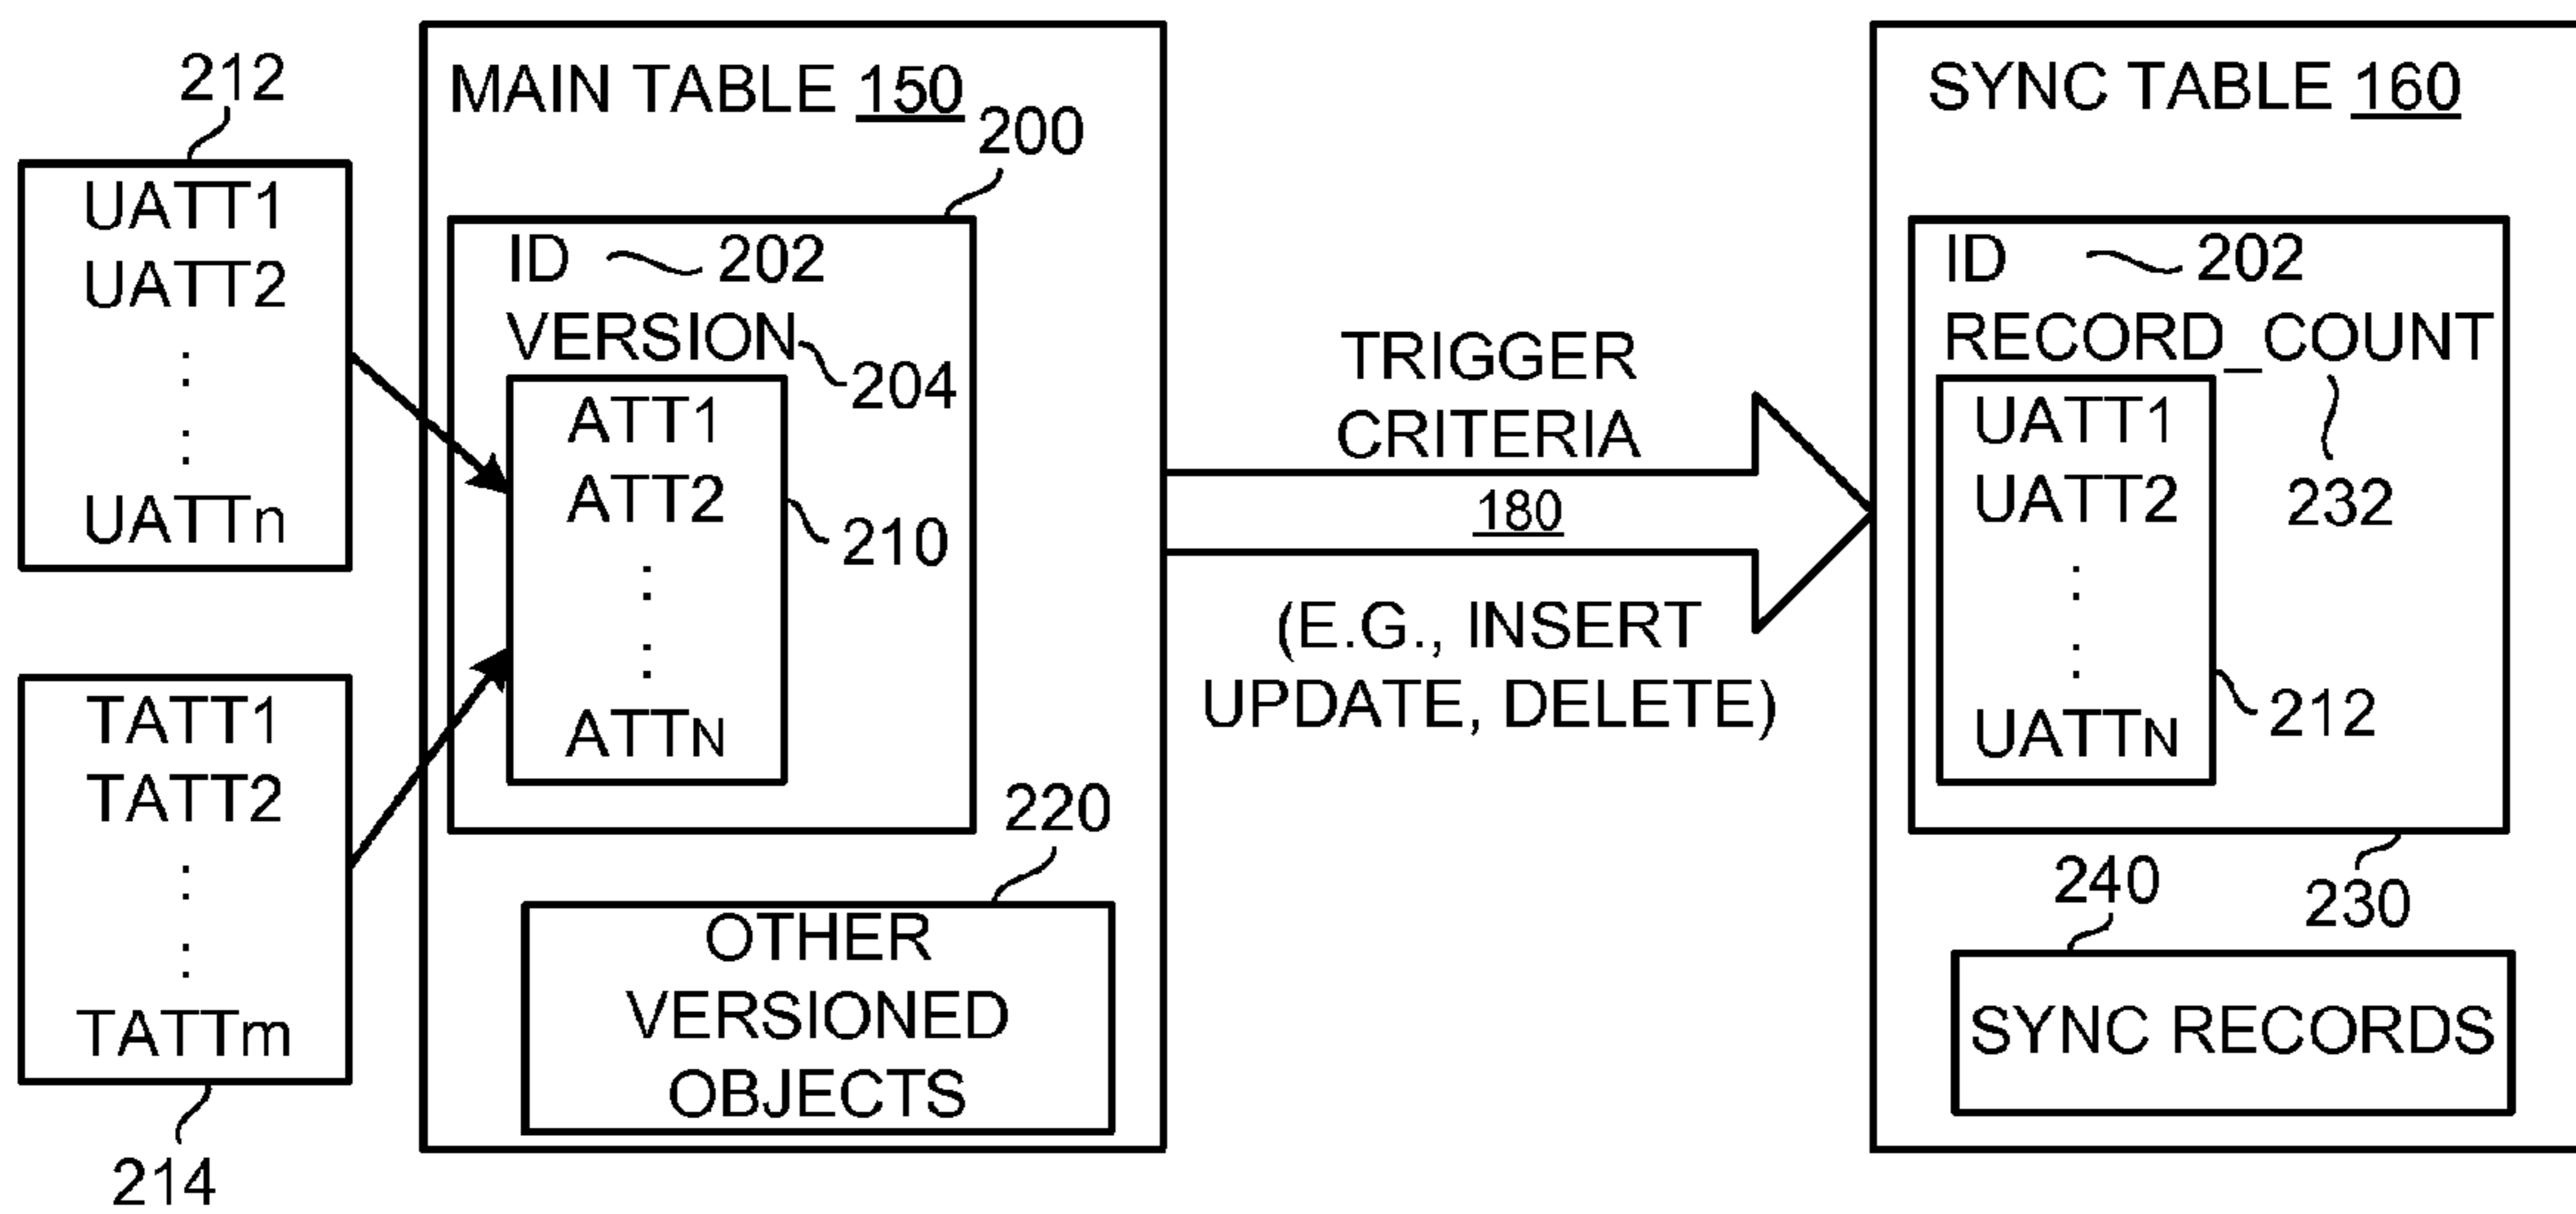 212
UATT1
UATT2
:
:
UATTn
TATT1
TATT2
:
:
TATTm
214
MAIN TABLE 150
200
ID 202
VERSION
204
ATT1
ATT2
:
:
ATTN
210
220
OTHER
VERSIONED
OBJECTS
TRIGGER
CRITERIA
180
(E.G., INSERT
UPDATE, DELETE)
SYNC TABLE 160
ID 202
RECORD_COUNT
232
UATT1
UATT2
:
:
UATTN
212
230
240
SYNC RECORDS